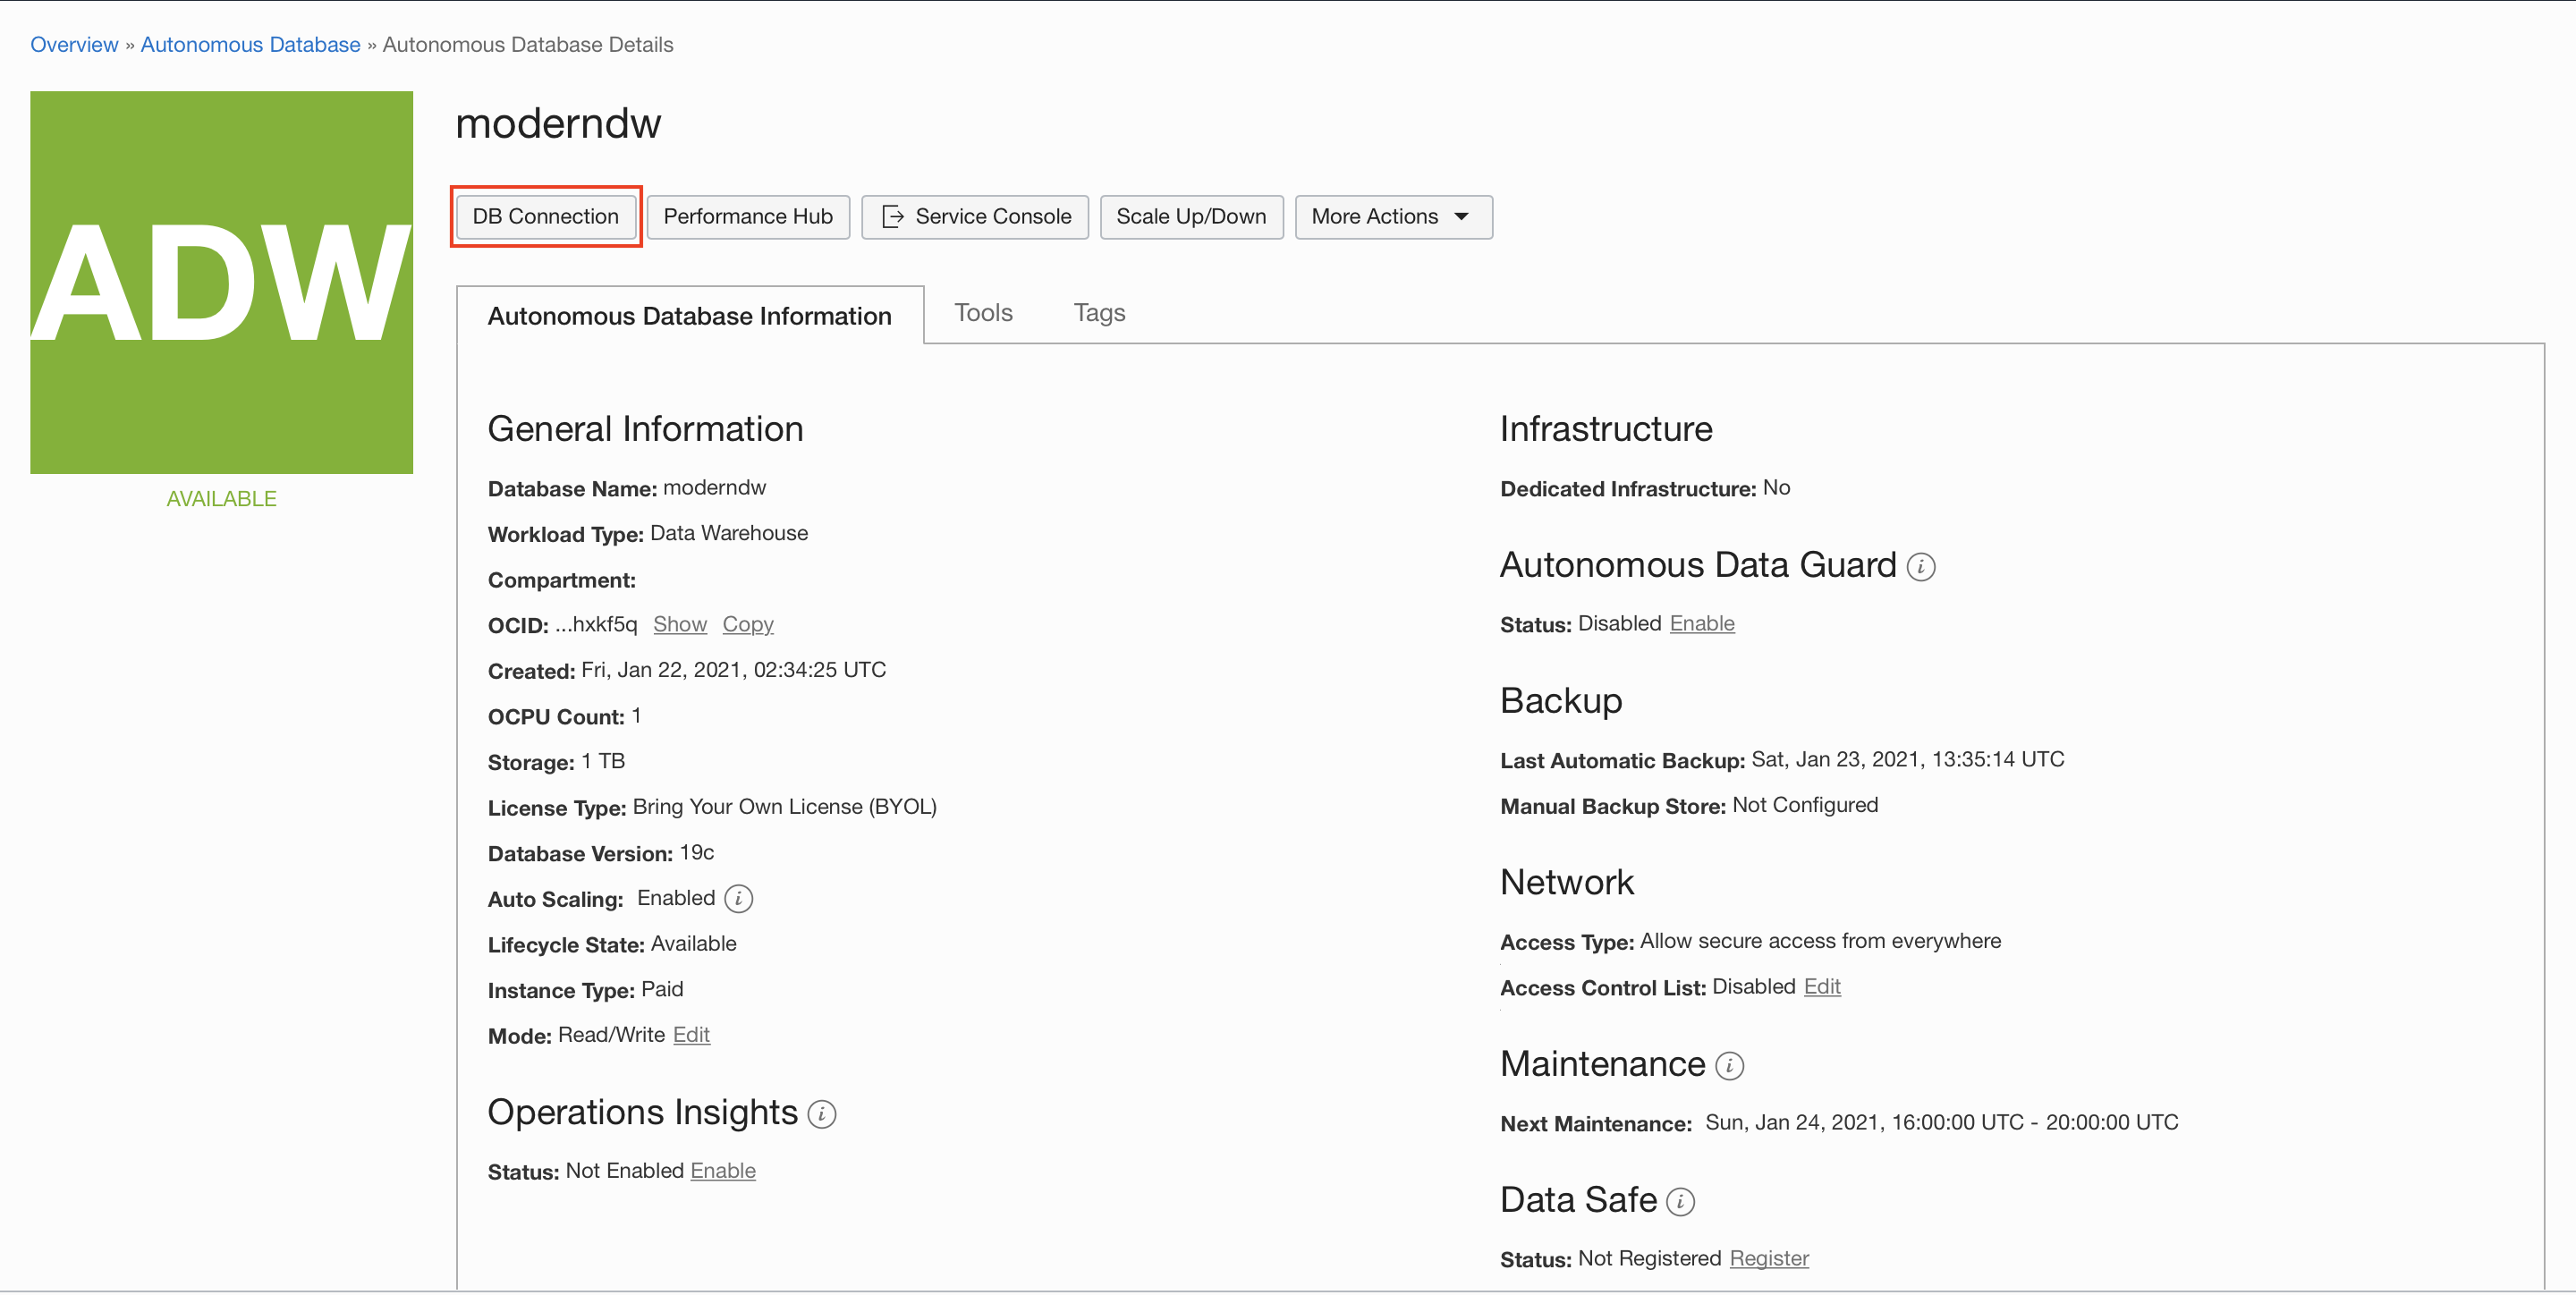 Overview » Autonomous Database » Autonomous Database Details
ADW
AVAILABLE
moderndw
DB Connection Performance Hub Service Console Scale Up/Down More Actions
Autonomous Database Information Tools Tags
General Information
Database Name: moderndw
Workload Type: Data Warehouse
Compartment:
OCID: ...hxkf5q Show Copy
Created: Fri, Jan 22, 2021, 02:34:25 UTC
OCPU Count: 1
Storage: 1 TB
License Type: Bring Your Own License (BYOL)
Database Version: 19c
Auto Scaling: Enabled i
Lifecycle State: Available
Instance Type: Paid
Mode: Read/Write Edit
Operations Insights i
Status: Not Enabled Enable
Infrastructure
Dedicated Infrastructure: No
Autonomous Data Guard i
Status: Disabled Enable
Backup
Last Automatic Backup: Sat, Jan 23, 2021, 13:35:14 UTC
Manual Backup Store: Not Configured
Network
Access Type: Allow secure access from everywhere
Access Control List: Disabled Edit
Maintenance i
Next Maintenance: Sun, Jan 24, 2021, 16:00:00 UTC - 20:00:00 UTC
Data Safe i
Status: Not Registered Register